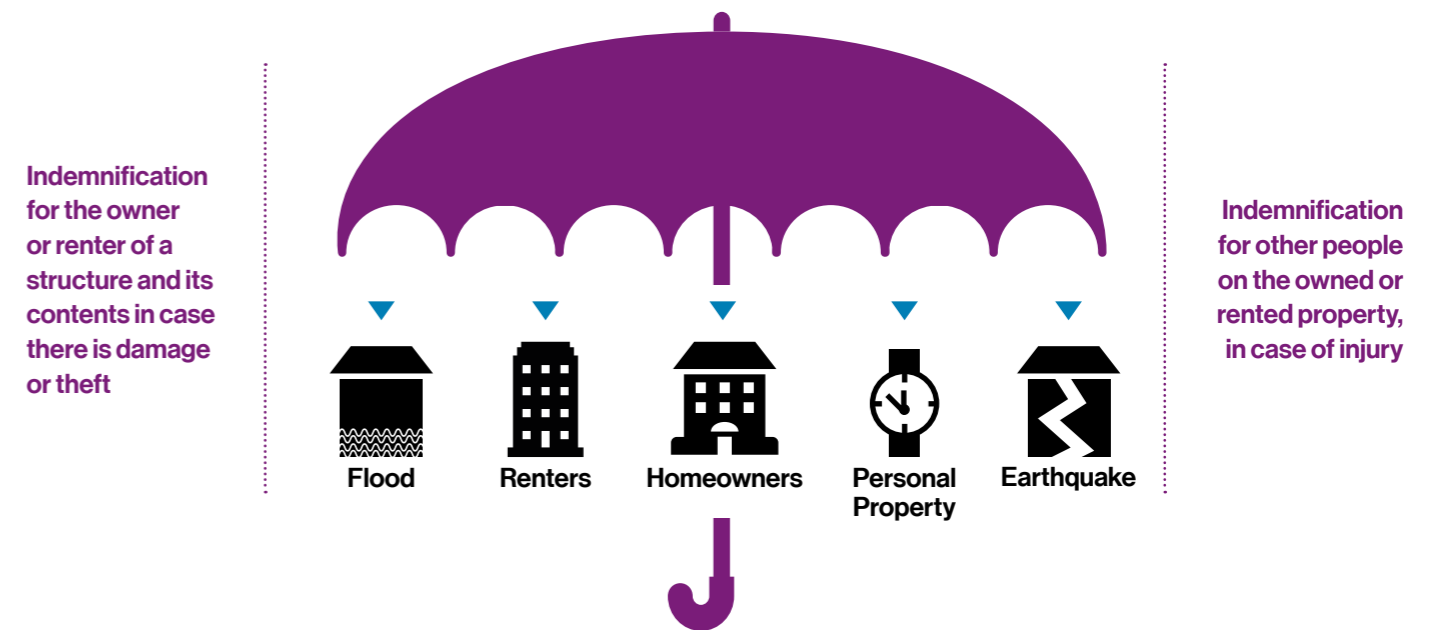 Indemnification
for the owner
or renter of a
structure and its
contents in case
there is damage
or theft
Flood
Renters
Homeowners
Personal
Property
Earthquake
Indemnification
for other people
on the owned or
rented property,
in case of injury